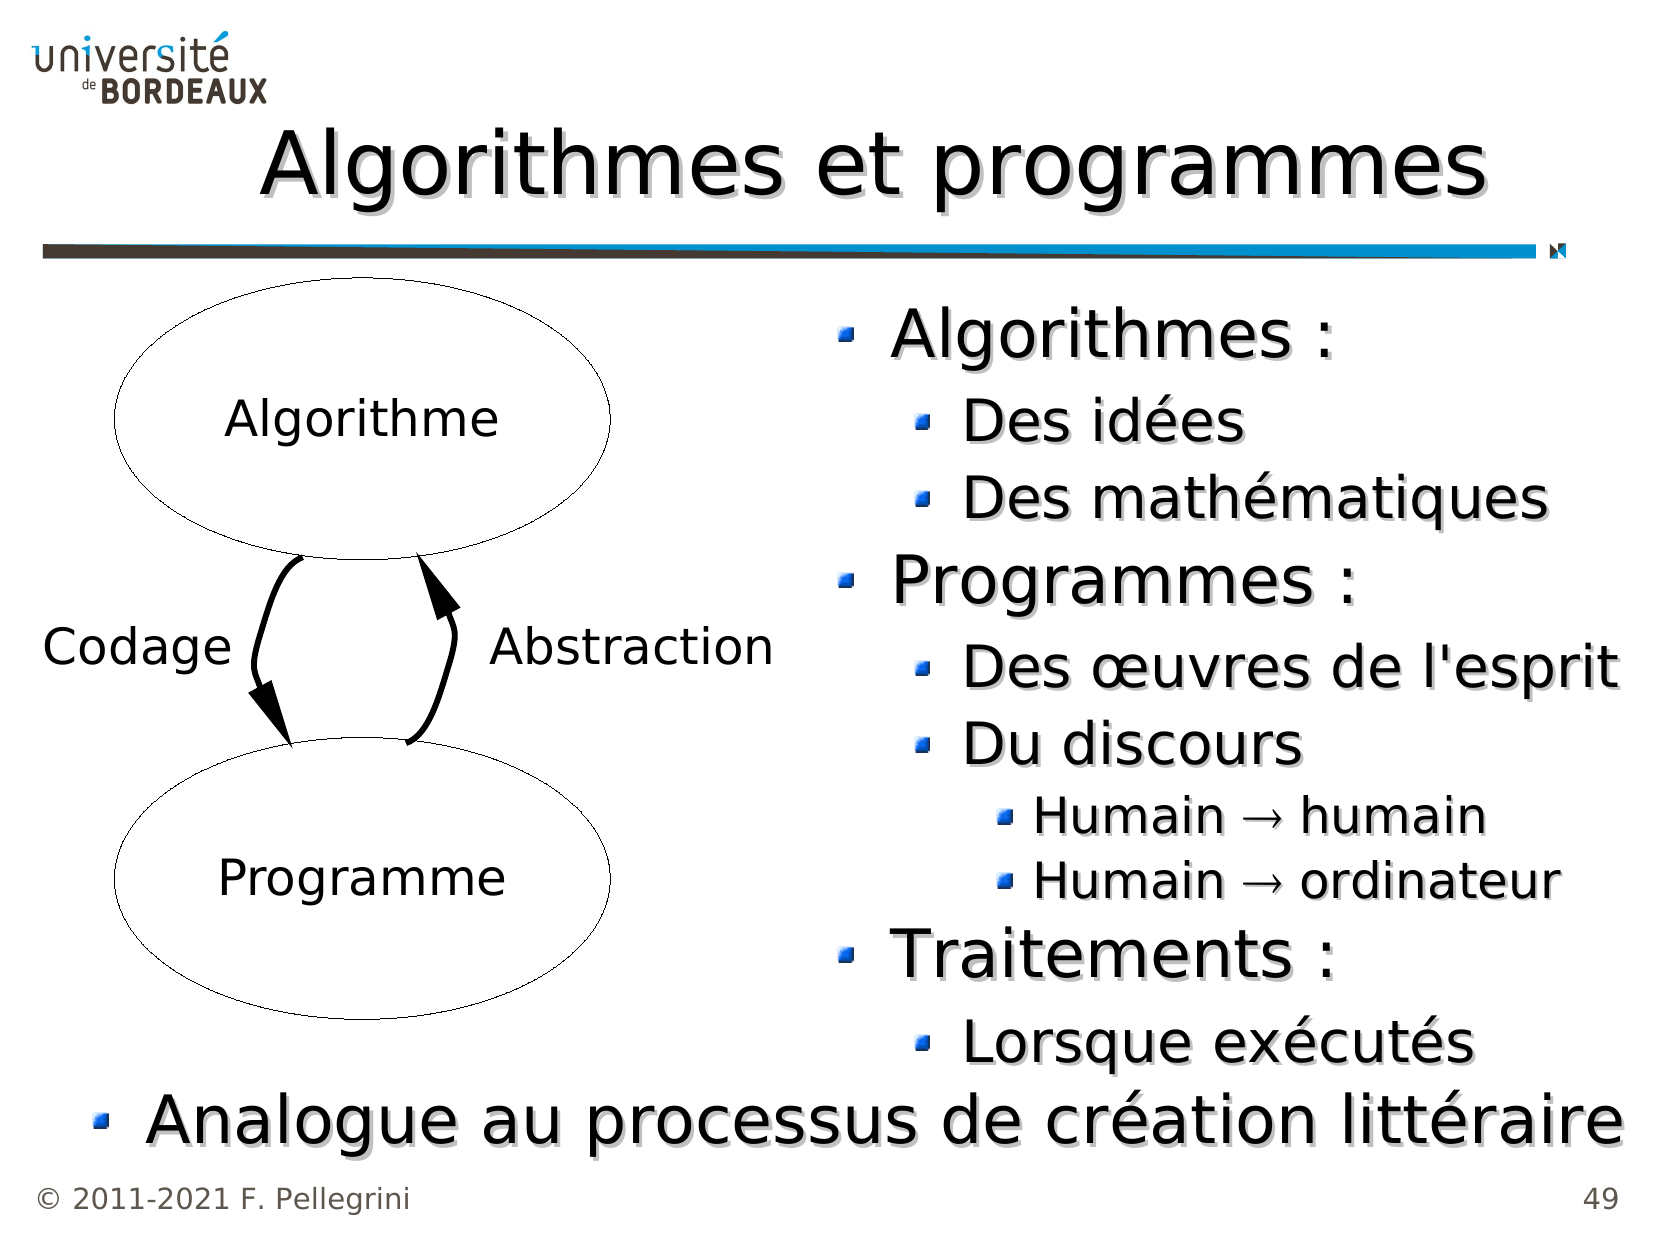 université
de BORDEAUX
Algorithmes et programmes
Algorithme
Codage
Abstraction
Programme
Algorithmes :
Des idées
Des mathématiques
Programmes :
Des œuvres de l'esprit
Du discours
Humain → humain
Humain → ordinateur
Traitements :
Lorsque exécutés
Analogue au processus de création littéraire
© 2011-2021 F. Pellegrini
49